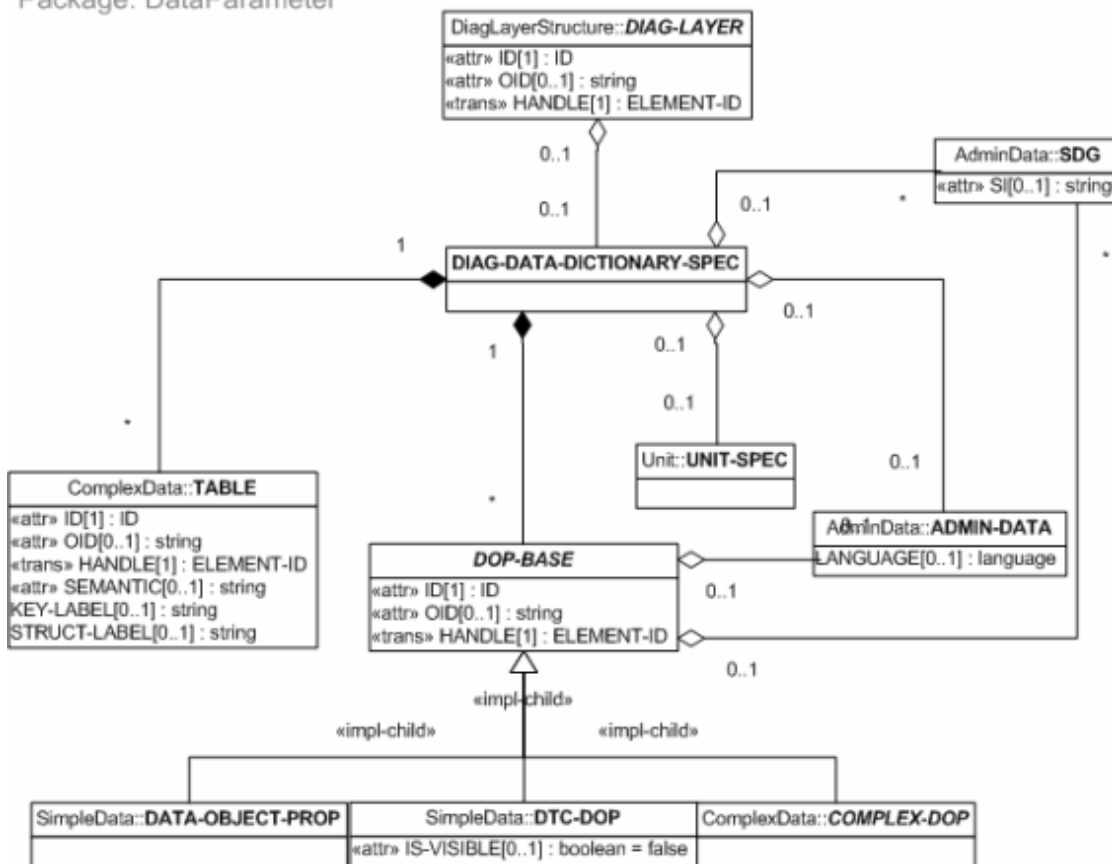 Package: DataParameter
DiagLayerStructure::DIAG-LAYER
«attr» ID[1] : ID
«attr» OID[0..1] : string
«trans» HANDLE[1] : ELEMENT-ID
0..1
0..1
AdminData::SDG
«attr» SI[0..1] : string
0..1
*
*
1
DIAG-DATA-DICTIONARY-SPEC
0..1
1
0..1
0..1
*
Unit::UNIT-SPEC
0..1
ComplexData::TABLE
«attr» ID[1] : ID
«attr» OID[0..1] : string
«trans» HANDLE[1] : ELEMENT-ID
«attr» SEMANTIC[0..1] : string
KEY-LABEL[0..1] : string
STRUCT-LABEL[0..1] : string
*
AdminData::ADMIN-DATA
0..1
LANGUAGE[0..1] : language
DOP-BASE
«attr» ID[1] : ID
«attr» OID[0..1] : string
«trans» HANDLE[1] : ELEMENT-ID
0..1
0..1
«impl-child»
«impl-child»
«impl-child»
SimpleData::DATA-OBJECT-PROP
SimpleData::DTC-DOP
«attr» IS-VISIBLE[0..1] : boolean = false
ComplexData::COMPLEX-DOP